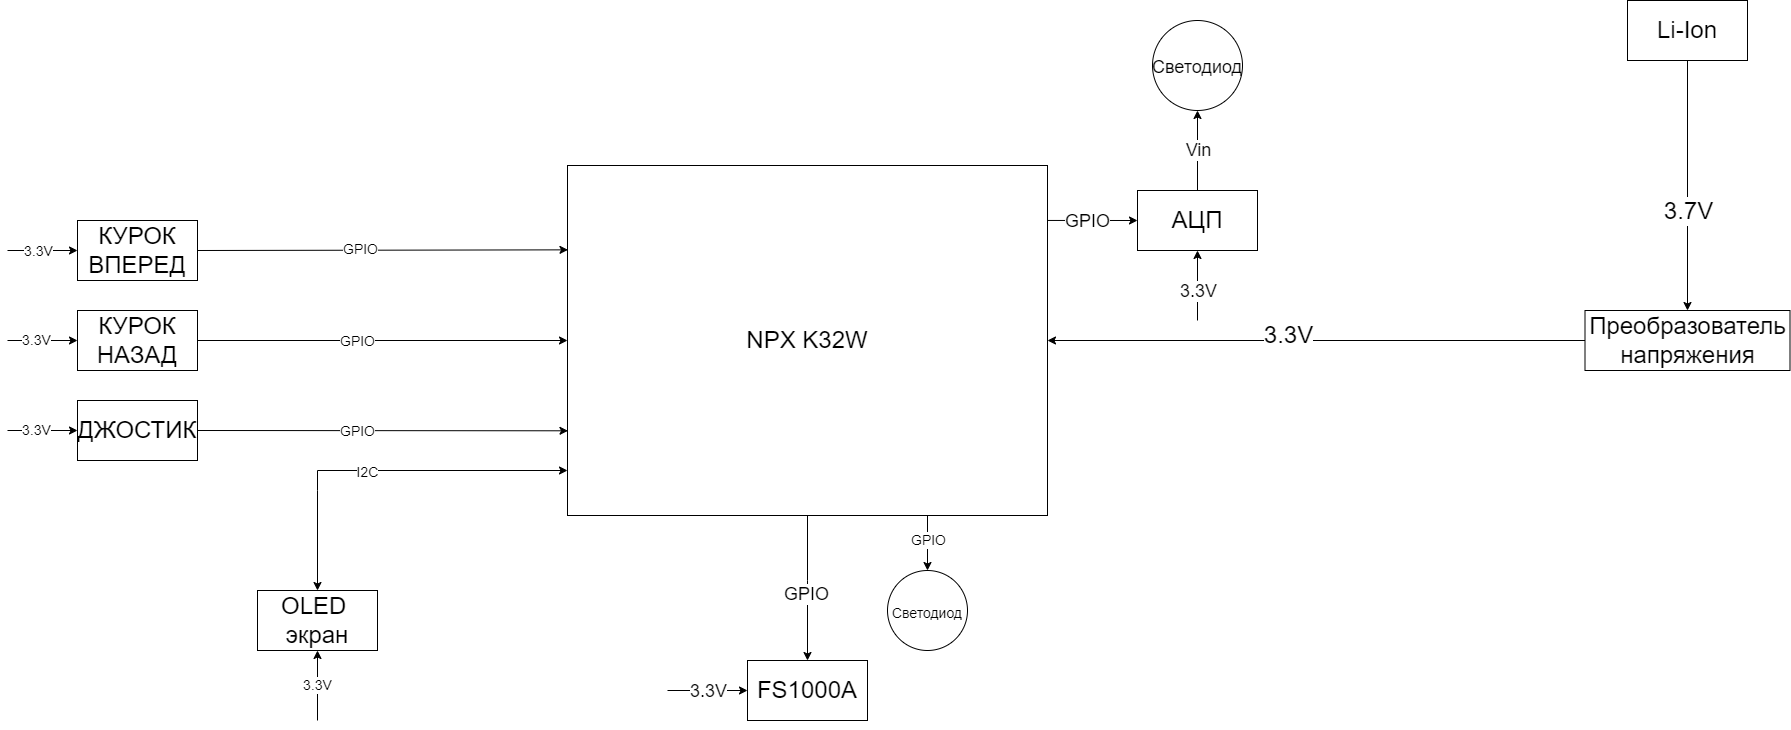 Li-Ion
Светодиод
Vin
АЦП
GPIO
3.3V
3.7V
КУРОК
ВПЕРЕД
3.3V
GPIO
КУРОК
НАЗАД
3.3V
GPIO
NPX K32W
3.3V
Преобразователь
напряжения
ДЖОСТИК
3.3V
GPIO
I2C
GPIO
GPIO
Светодиод
OLED
экран
3.3V
3.3V
FS1000A